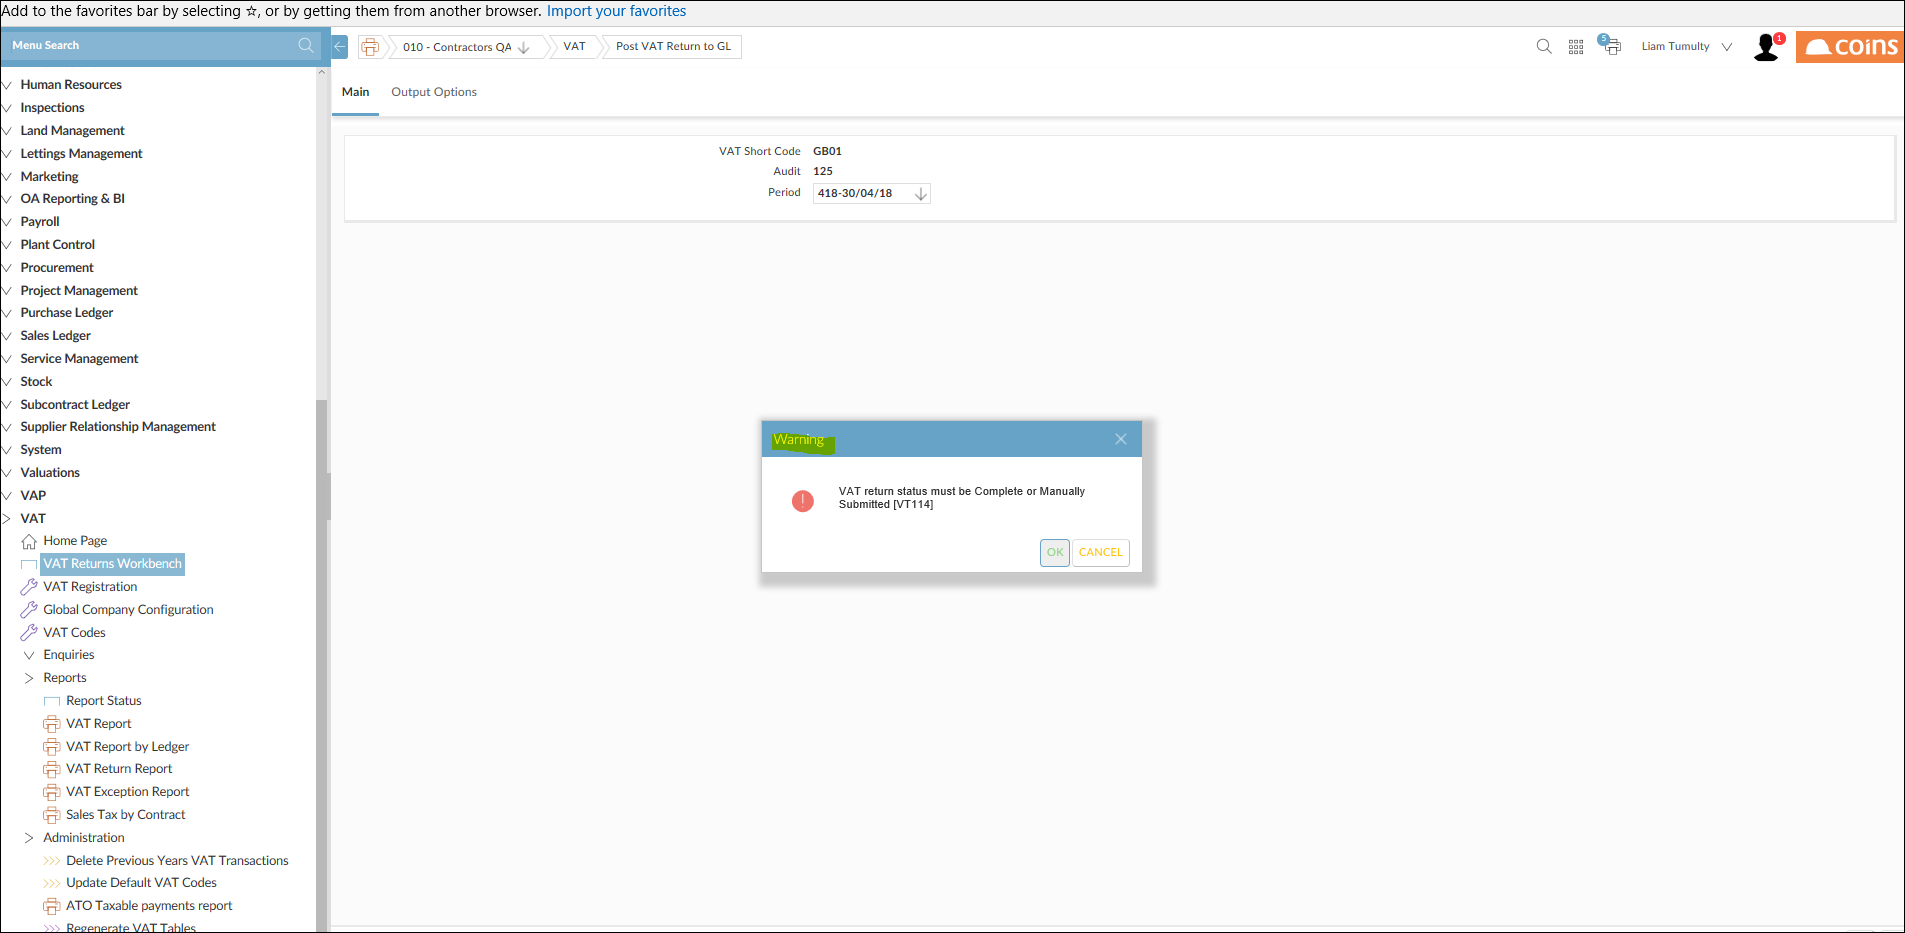 Add to the favorites bar by selecting ☆, or by getting them from another browser. Import your favorites
Menu Search
010 - Contractors QA
VAT
Post VAT Return to GL
5
Liam Tumulty
1
coins
Main
Output Options
VAT Short Code GB01
Audit 125
Period 418-30/04/18
Human Resources
Inspections
Land Management
Lettings Management
Marketing
OA Reporting & BI
Payroll
Plant Control
Procurement
Project Management
Purchase Ledger
Sales Ledger
Service Management
Stock
Subcontract Ledger
Supplier Relationship Management
System
Valuations
VAP
VAT
Home Page
VAT Returns Workbench
VAT Registration
Global Company Configuration
VAT Codes
Enquiries
Reports
Report Status
VAT Report
VAT Report by Ledger
VAT Return Report
VAT Exception Report
Sales Tax by Contract
Administration
Delete Previous Years VAT Transactions
Update Default VAT Codes
ATO Taxable payments report
Regenerate VAT Tables
Warning
VAT return status must be Complete or Manually
Submitted [VT114]
OK
CANCEL